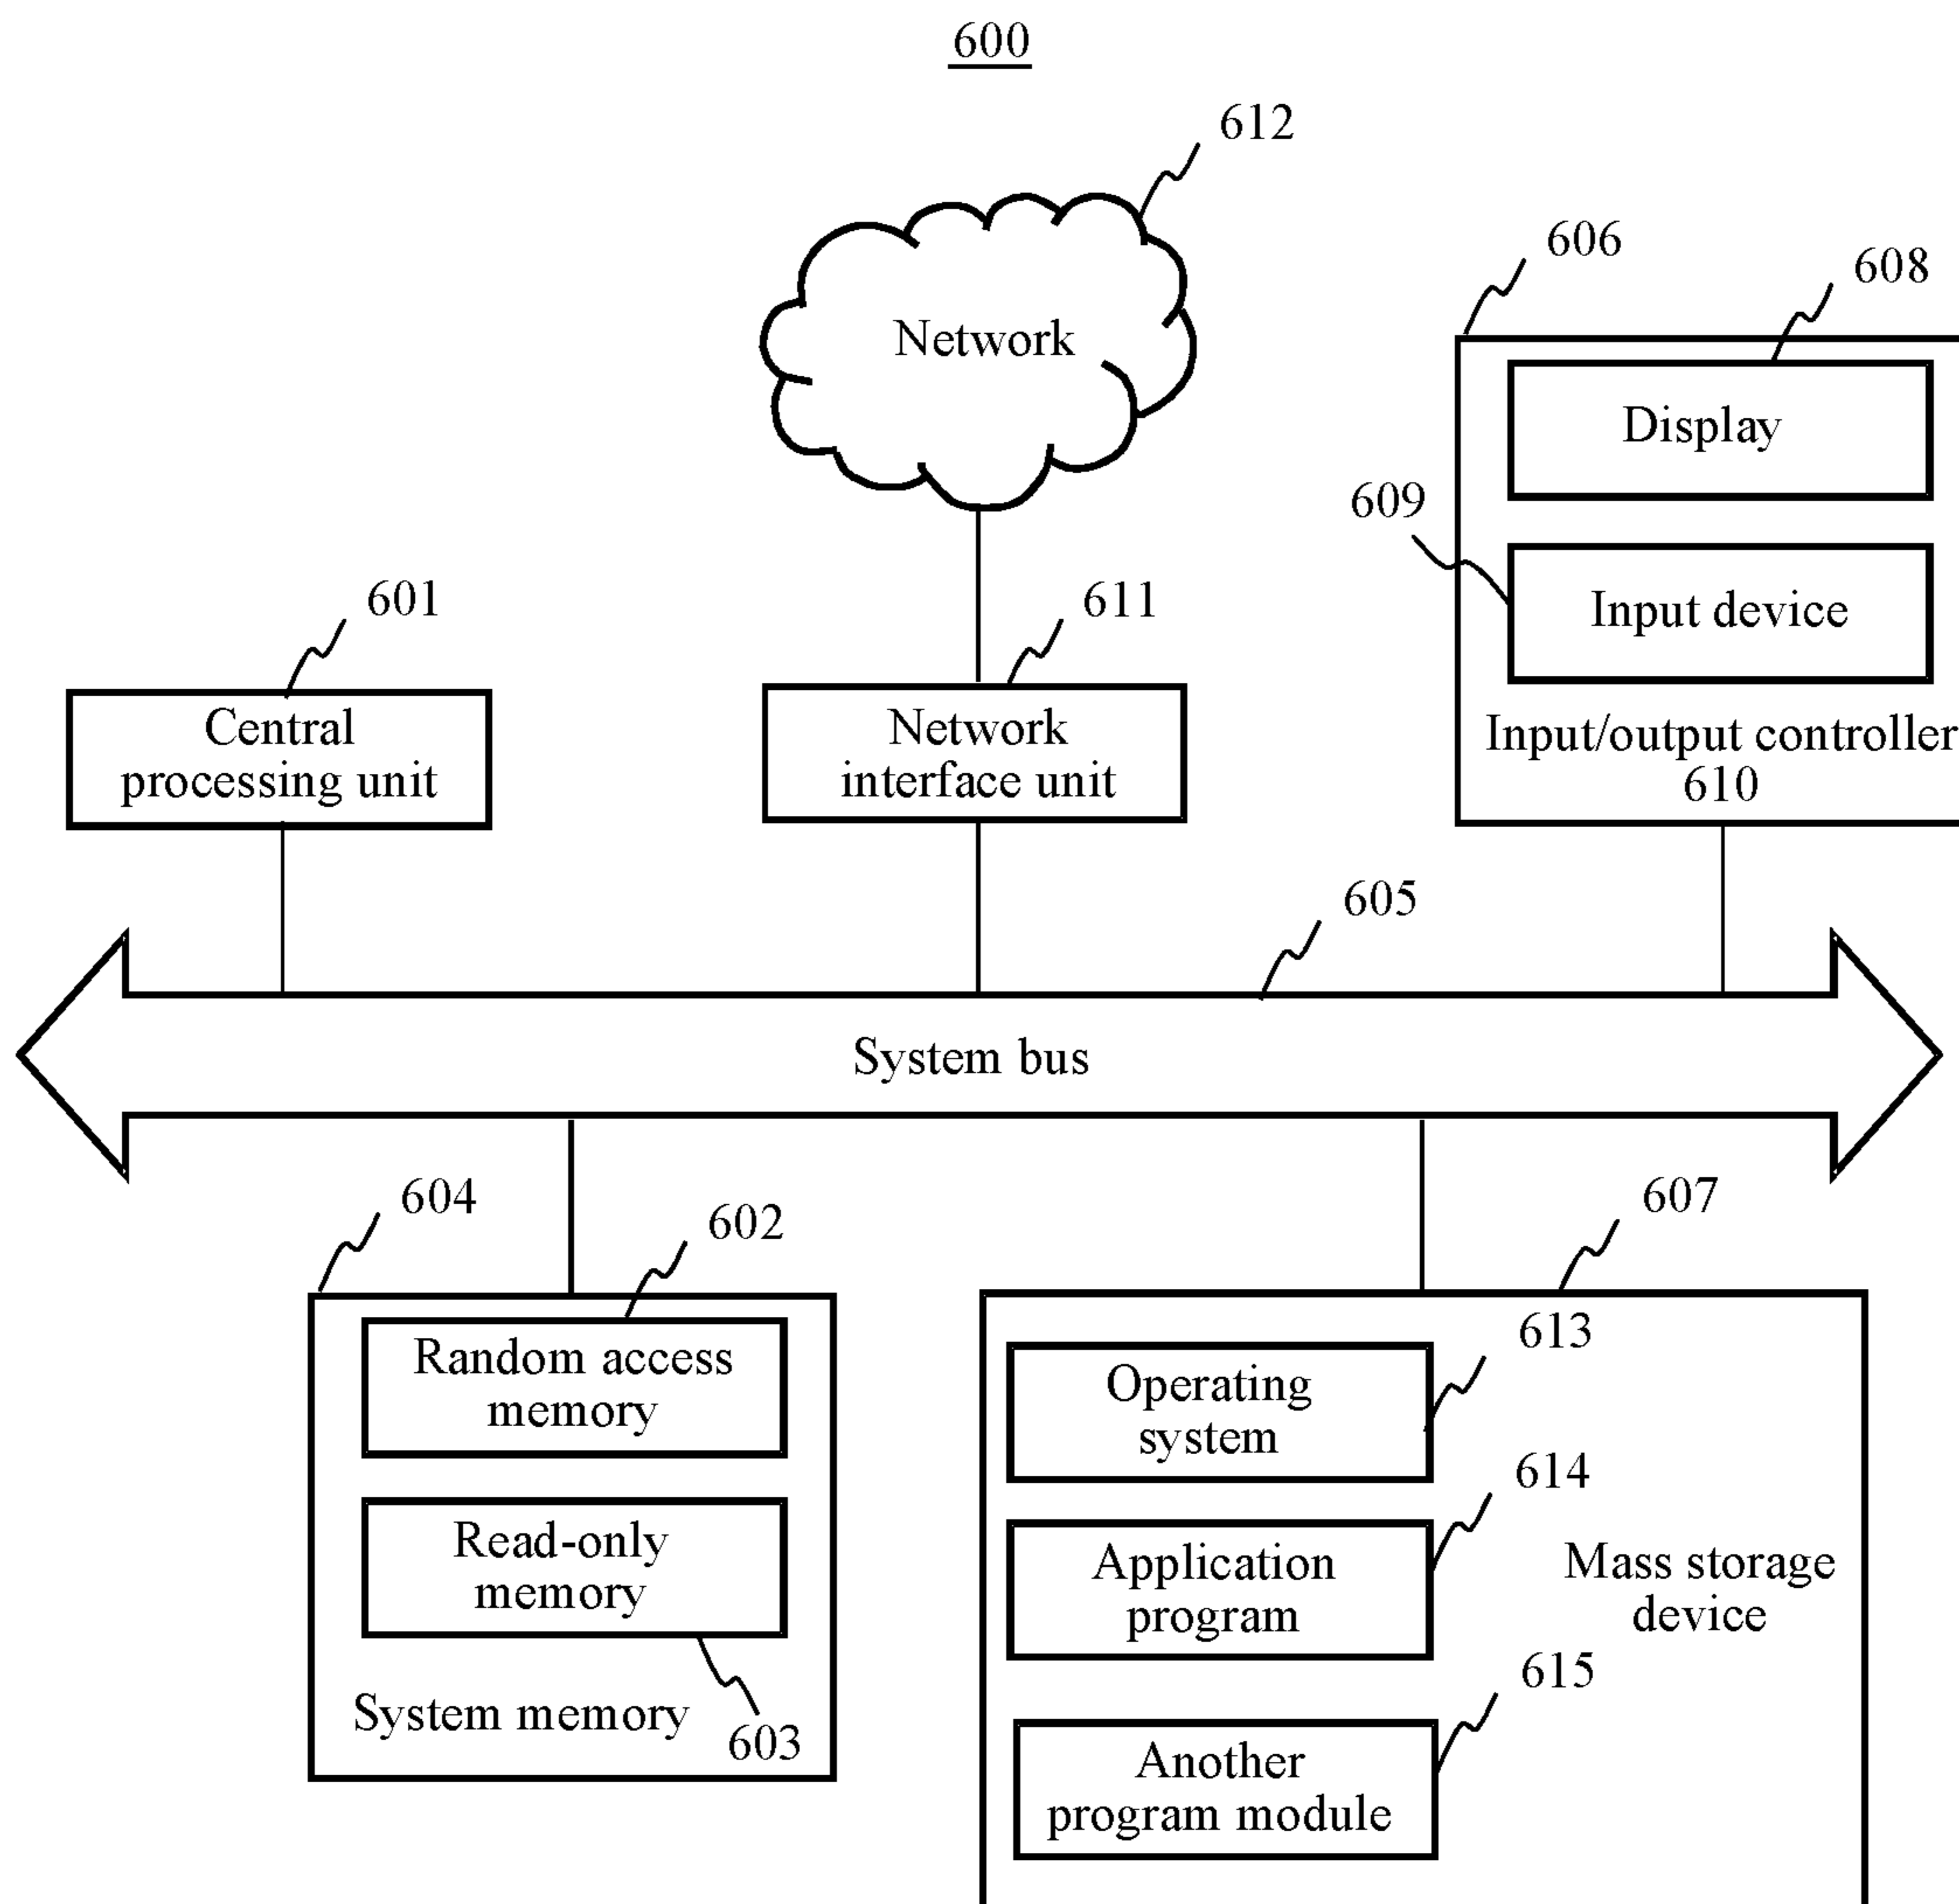 600
612
Network
606
608
Display
609
Input device
Input/output controller
610
601
Central
processing unit
611
Network
interface unit
605
System bus
604
602
Random access
memory
Read-only
memory
System memory
603
607
613
Operating
system
614
Application
program
Mass storage
device
615
Another
program module